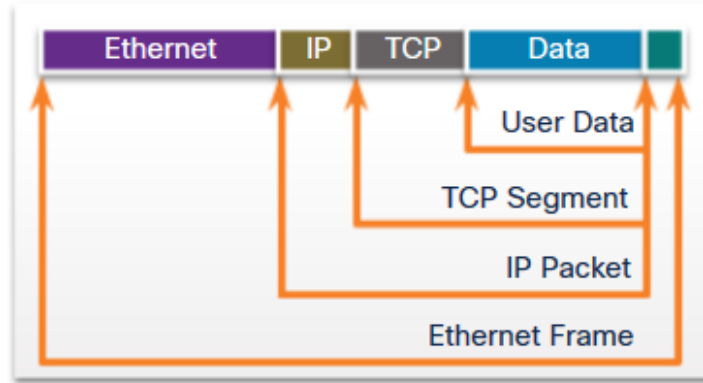 Ethernet IP TCP Data
User Data
TCP Segment
IP Packet
Ethernet Frame